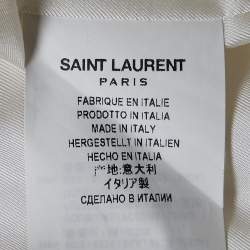 SAINT LAURENT
PARIS
FABRIQUE EN ITALIE
PRODOTTO IN ITALIA
MADE IN ITALY
HERGESTELLT IN ITALIEN
HECHO EN ITALIA
地:意大利
イタリア製
СДЕЛАНО В ИТАЛИИ